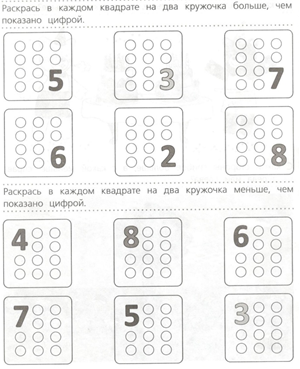 Раскрась в каждом квадрате на два кружочка больше, чем
показано цифрой.
5 3 7
6 2 8
Раскрась в каждом квадрате на два кружочка меньше, чем
показано цифрой.
4 8 6
7 5 3